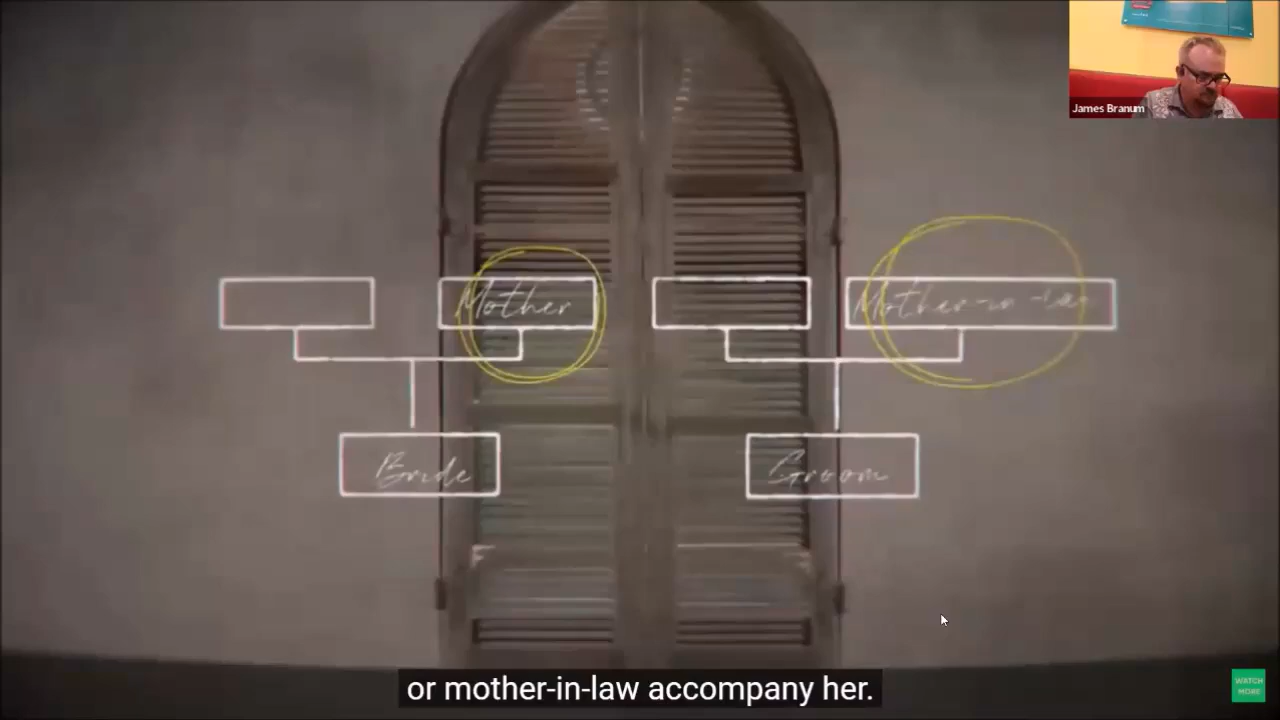 James Branum
Mother
Mother-in-law
Bride
Groom
or mother-in-law accompany her.
WATCH
MORE